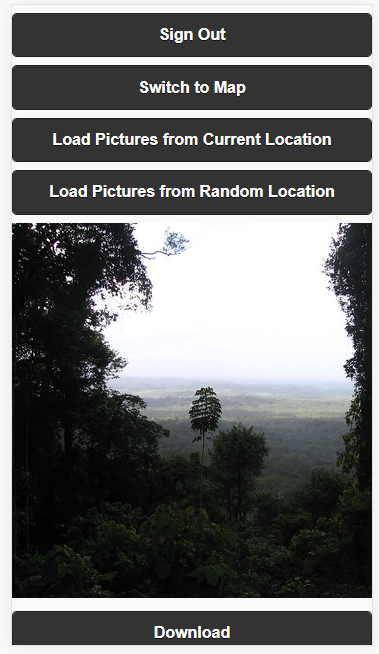 Sign Out
Switch to Map
Load Pictures from Current Location
Load Pictures from Random Location
Download